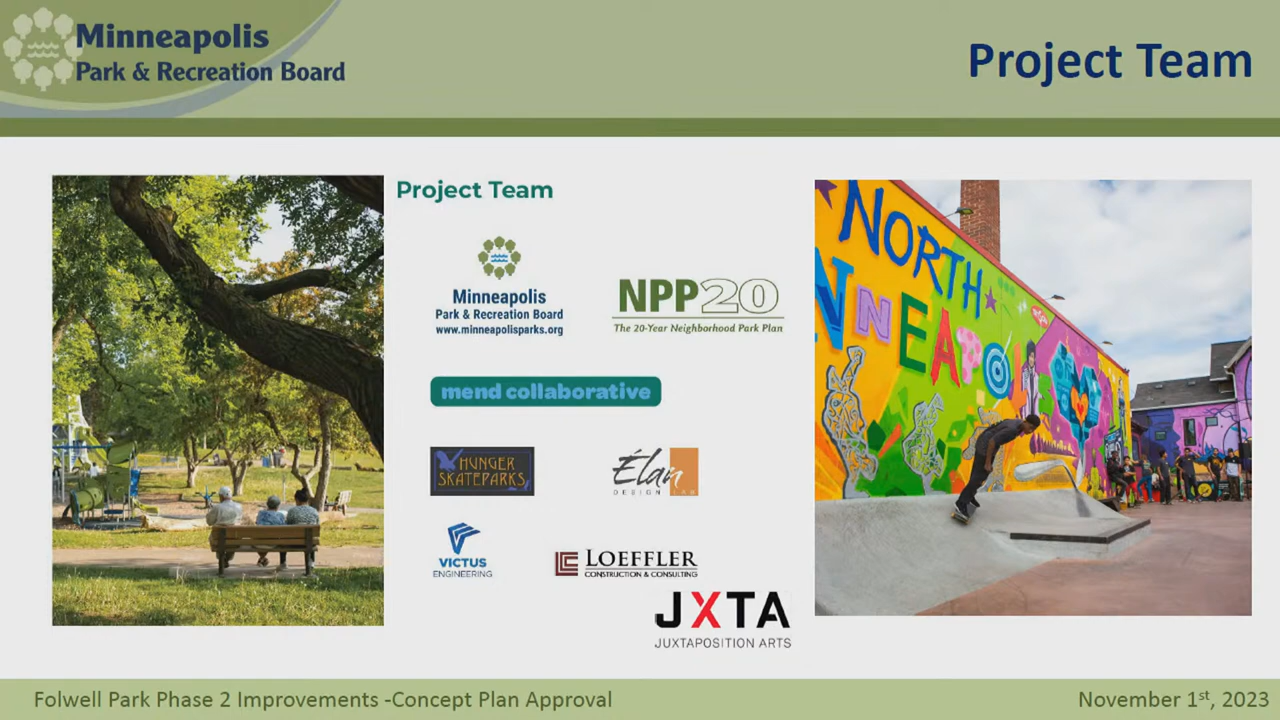 Minneapolis
Park & Recreation Board
Project Team
Project Team
Minneapolis
Park & Recreation Board
www.minneapolisparks.org
NPP20
The 20-Year Neighborhood Park Plan
mend collaborative
HUNGER
SKATEPARKS
Élan
DESIGN LAB
VICTUS
ENGINEERING
LOEFFLER
CONSTRUCTION & CONSULTING
JXTA
JUXTAPOSITION ARTS
NORTH
Folwell Park Phase 2 Improvements -Concept Plan Approval
November 1st, 2023